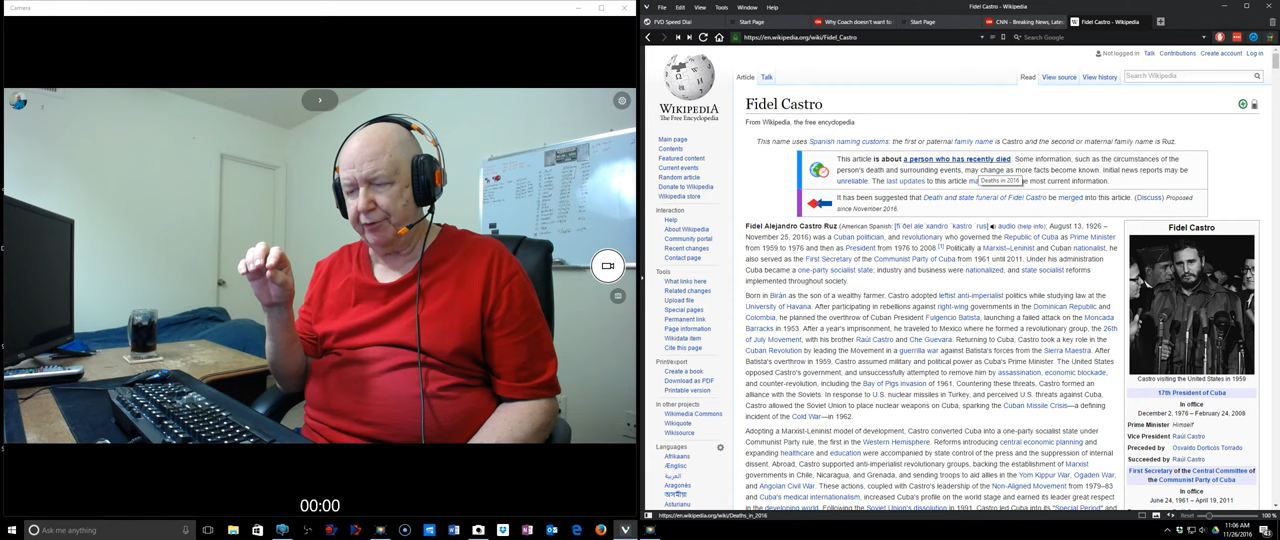 Camera
File Edit View Tools Window Help
Fidel Castro - Wikipedia
FVD Speed Dial
Start Page
Why Coach doesn't want to
Start Page
CNN - Breaking News, Lates
Fidel Castro - Wikipedia
https://en.wikipedia.org/wiki/Fidel_Castro
Search Google
Not logged in Talk Contributions Create account Log in
Article Talk
Read View source View history
Search Wikipedia
WIKIPEDIA
The Free Encyclopedia
Main page
Contents
Featured content
Current events
Random article
Donate to Wikipedia
Wikipedia store
Interaction
Help
About Wikipedia
Community portal
Recent changes
Contact page
Tools
What links here
Related changes
Upload file
Special pages
Permanent link
Page information
Wikidata item
Cite this page
Print/export
Create a book
Download as PDF
Printable version
In other projects
Wikimedia Commons
Wikiquote
Wikisource
Languages
Afrikaans
Ænglisc
العربية
Aragonés
অসমীয়া
Asturianu
Fidel Castro
From Wikipedia, the free encyclopedia
This name uses Spanish naming customs: the first or paternal family name is Castro and the second or maternal family name is Ruz.
This article is about a person who has recently died. Some information, such as the circumstances of the
person's death and surrounding events, may change as more facts become known. Initial news reports may be
unreliable. The last updates to this article ma
Deaths in 2016
e most current information.
It has been suggested that Death and state funeral of Fidel Castro be merged into this article. (Discuss) Proposed
since November 2016.
Fidel Alejandro Castro Ruz (American Spanish: audio (help·info); August 13, 1926 –
November 25, 2016) was a Cuban politician, and revolutionary who governed the Republic of Cuba as Prime Minister
from 1959 to 1976 and then as President from 1976 to 2008.[1] Politically a Marxist–Leninist and Cuban nationalist, he
also served as the First Secretary of the Communist Party of Cuba from 1961 until 2011. Under his administration
Cuba became a one-party socialist state; industry and business were nationalized, and state socialist reforms
implemented throughout society.
Born in Birán as the son of a wealthy farmer, Castro adopted leftist anti-imperialist politics while studying law at the
University of Havana. After participating in rebellions against right-wing governments in the Dominican Republic and
Colombia, he planned the overthrow of Cuban President Fulgencio Batista, launching a failed attack on the Moncada
Barracks in 1953. After a year's imprisonment, he traveled to Mexico where he formed a revolutionary group, the 26th
of July Movement, with his brother Raúl Castro and Che Guevara. Returning to Cuba, Castro took a key role in the
Cuban Revolution by leading the Movement in a guerrilla war against Batista's forces from the Sierra Maestra. After
Batista's overthrow in 1959, Castro assumed military and political power as Cuba's Prime Minister. The United States
opposed Castro's government, and unsuccessfully attempted to remove him by assassination, economic blockade,
and counter-revolution, including the Bay of Pigs invasion of 1961. Countering these threats, Castro formed an
alliance with the Soviets. In response to U.S. nuclear missiles in Turkey, and perceived U.S. threats against Cuba,
Castro allowed the Soviet Union to place nuclear weapons on Cuba, sparking the Cuban Missile Crisis—a defining
incident of the Cold War—in 1962.
Adopting a Marxist-Leninist model of development, Castro converted Cuba into a one-party socialist state under
Communist Party rule, the first in the Western Hemisphere. Reforms introducing central economic planning and
expanding healthcare and education were accompanied by state control of the press and the suppression of internal
dissent. Abroad, Castro supported anti-imperialist revolutionary groups, backing the establishment of Marxist
governments in Chile, Nicaragua, and Grenada, and sending troops to aid allies in the Yom Kippur War, Ogaden War,
and Angolan Civil War. These actions, coupled with Castro's leadership of the Non-Aligned Movement from 1979–83
and Cuba's medical internationalism, increased Cuba's profile on the world stage and earned its leader great respect
in the developing world. Following the Soviet Union's dissolution in 1991, Castro led Cuba into its "Special Period" and
Fidel Castro
Castro visiting the United States in 1959
17th President of Cuba
In office
December 2, 1976 – February 24, 2008
Prime Minister Himself
Vice President Raúl Castro
Preceded by Osvaldo Dorticós Torrado
Succeeded by Raúl Castro
First Secretary of the Central Committee of
the Communist Party of Cuba
In office
June 24, 1961 – April 19, 2011
https://en.wikipedia.org/wiki/Deaths_in_2016
Reset
100 %
00:00
Ask me anything
11:06 AM
11/26/2016